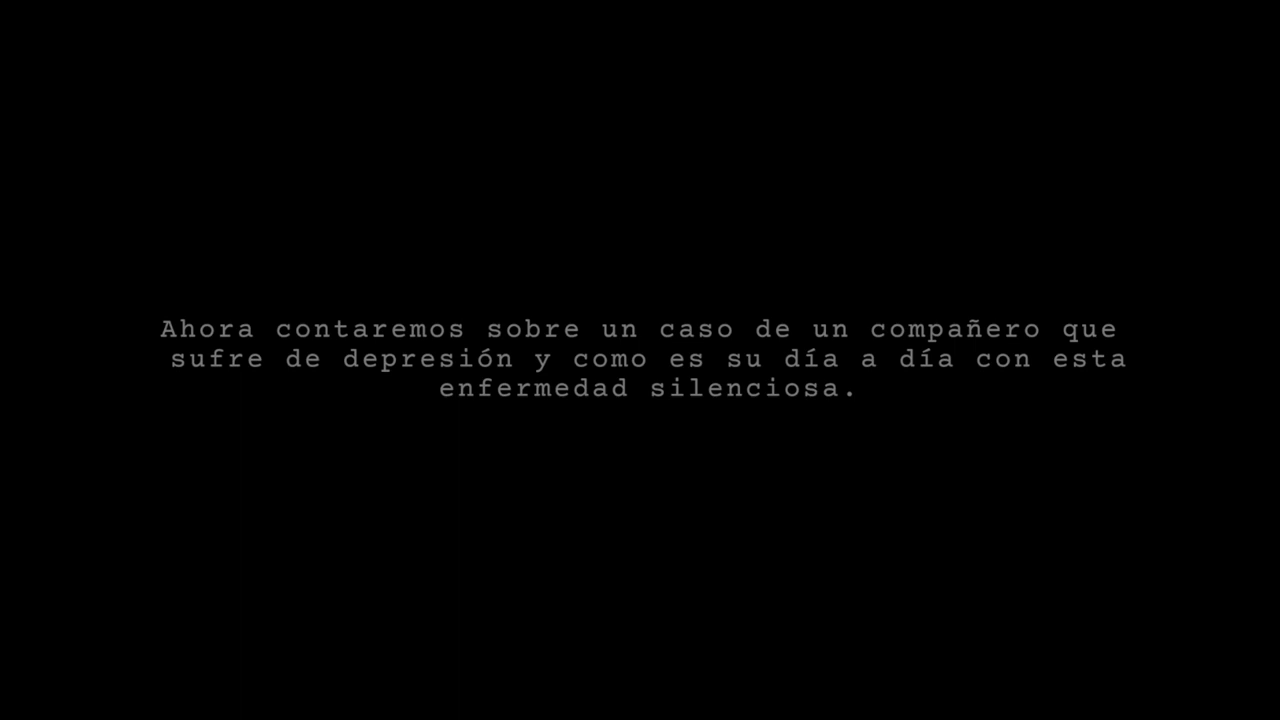 Ahora contaremos sobre un caso de un compañero que
sufre de depresión y como es su día a día con esta
enfermedad silenciosa.